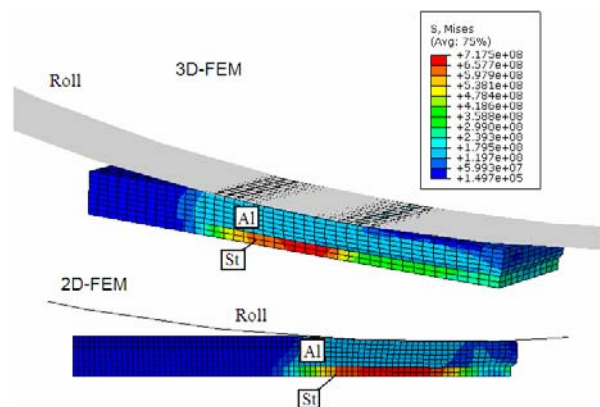 Roll
3D-FEM
S, Mises
(Avg: 75%)
+7.175e+08
+6.577e+08
+5.979e+08
+5.381e+08
+4.784e+08
+4.186e+08
+3.588e+08
+2.990e+08
+2.393e+08
+1.795e+08
+1.197e+08
+5.993e+07
+1.497e+05
Al
St
2D-FEM
Roll
Al
St